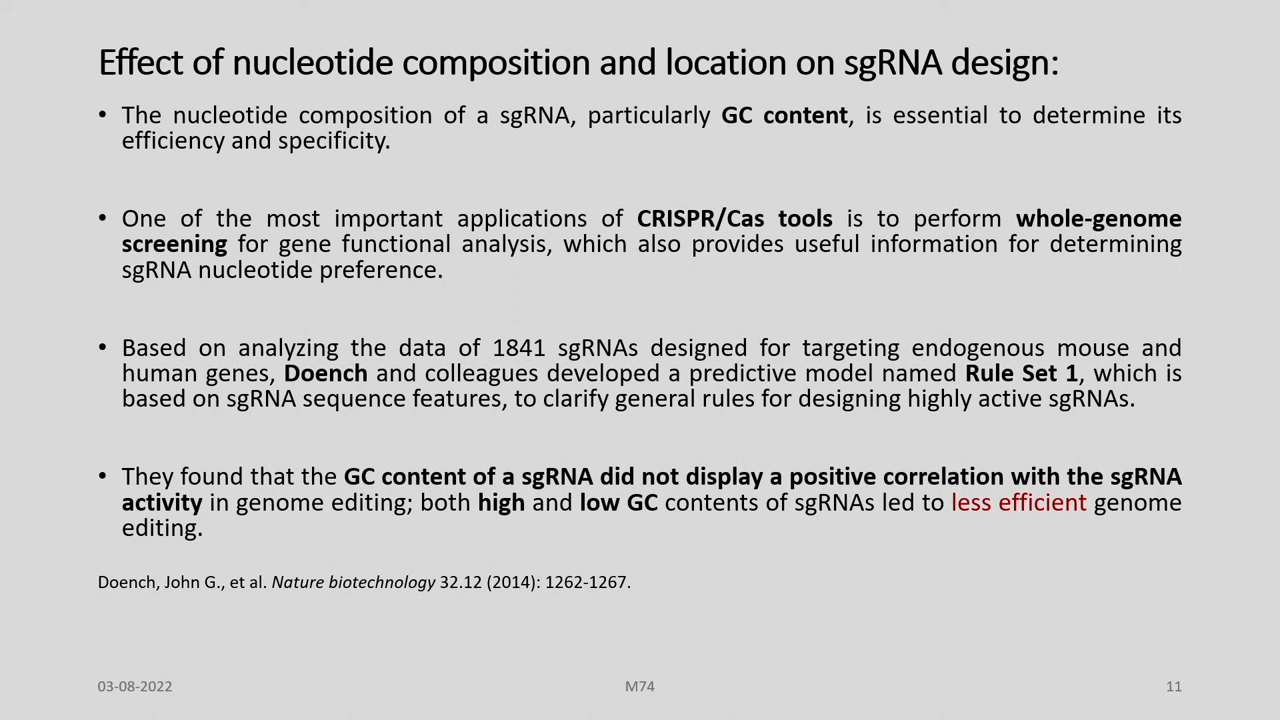 Effect of nucleotide composition and location on sgRNA design:
• The nucleotide composition of a sgRNA, particularly GC content, is essential to determine its
efficiency and specificity.
• One of the most important applications of CRISPR/Cas tools is to perform whole-genome
screening for gene functional analysis, which also provides useful information for determining
sgRNA nucleotide preference.
• Based on analyzing the data of 1841 sgRNAs designed for targeting endogenous mouse and
human genes, Doench and colleagues developed a predictive model named Rule Set 1, which is
based on sgRNA sequence features, to clarify general rules for designing highly active sgRNAs.
• They found that the GC content of a sgRNA did not display a positive correlation with the sgRNA
activity in genome editing; both high and low GC contents of sgRNAs led to less efficient genome
editing.
Doench, John G., et al. Nature biotechnology 32.12 (2014): 1262-1267.
03-08-2022
M74
11